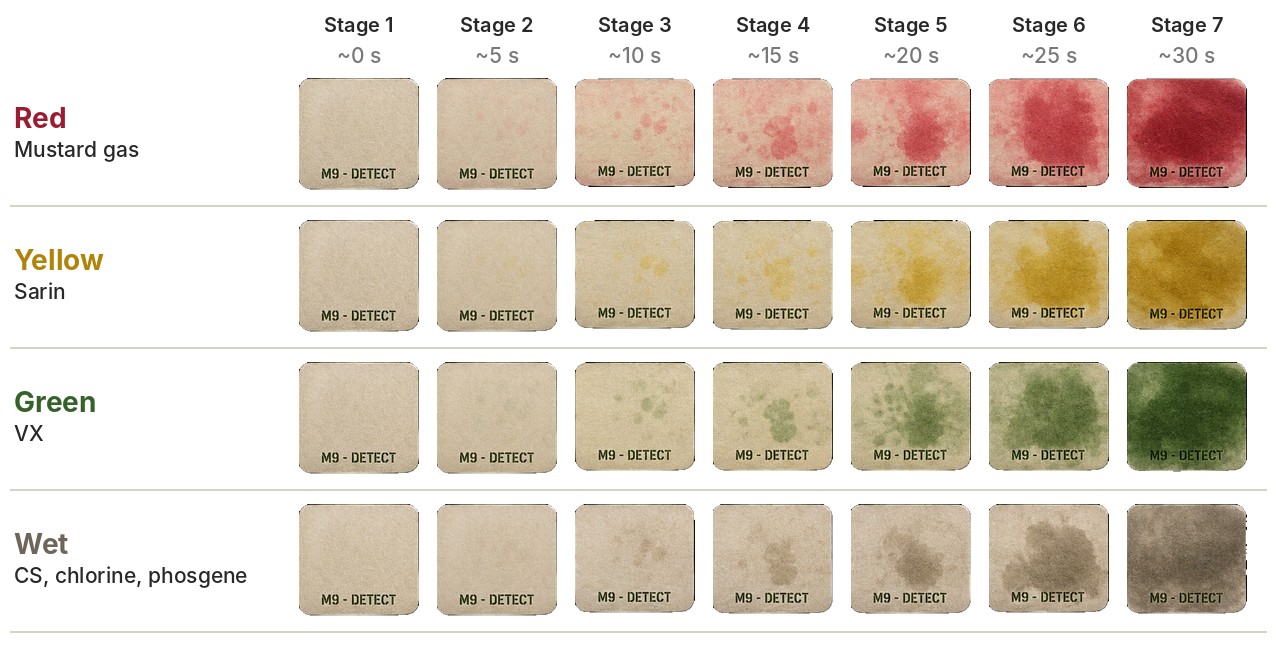 Stage 1 Stage 2 Stage 3 Stage 4 Stage 5 Stage 6 Stage 7
~0 s ~5 s ~10 s ~15 s ~20 s ~25 s ~30 s
Red
Mustard gas
M9 - DETECT M9 - DETECT M9 - DETECT M9 - DETECT M9 - DETECT M9 - DETECT M9 - DETECT
Yellow
Sarin
M9 - DETECT M9 - DETECT M9 - DETECT M9 - DETECT M9 - DETECT M9 - DETECT M9 - DETECT
Green
VX
M9 - DETECT M9 - DETECT M9 - DETECT M9 - DETECT M9 - DETECT M9 - DETECT M9 - DETECT
Wet
CS, chlorine, phosgene
M9 - DETECT M9 - DETECT M9 - DETECT M9 - DETECT M9 - DETECT M9 - DETECT M9 - DETECT